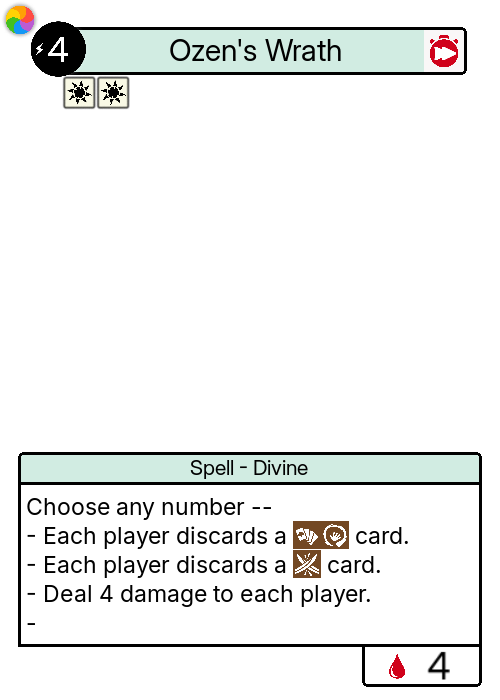 4
Ozen's Wrath
Spell - Divine
Choose any number --
- Each player discards a card.
- Each player discards a card.
- Deal 4 damage to each player.
-
4